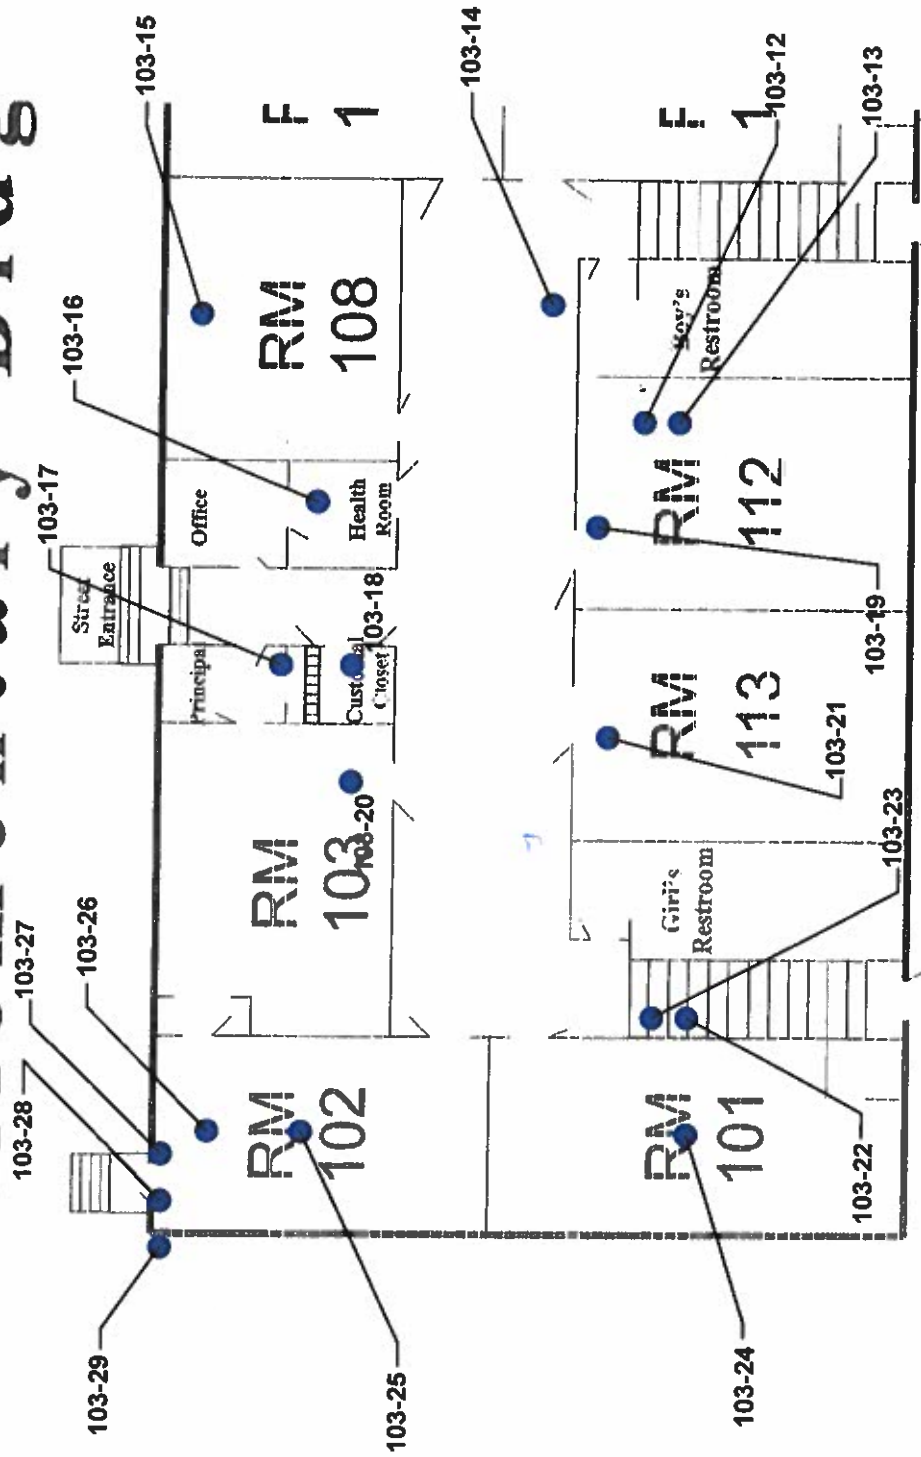 103-28
103-27
103-17
103-16
103-26
103-29
103-15
Street
Entrance
Principal
Office
RM
102
RM
103
RM
108
F
1
Health
Room
Custodial
Closet
103-18
103-20
103-25
103-14
Girl's
Restroom
Boy's
Restroom
RM
101
RM
113
RM
112
F
1
103-24
103-22
103-21
103-23
103-19
103-12
103-13